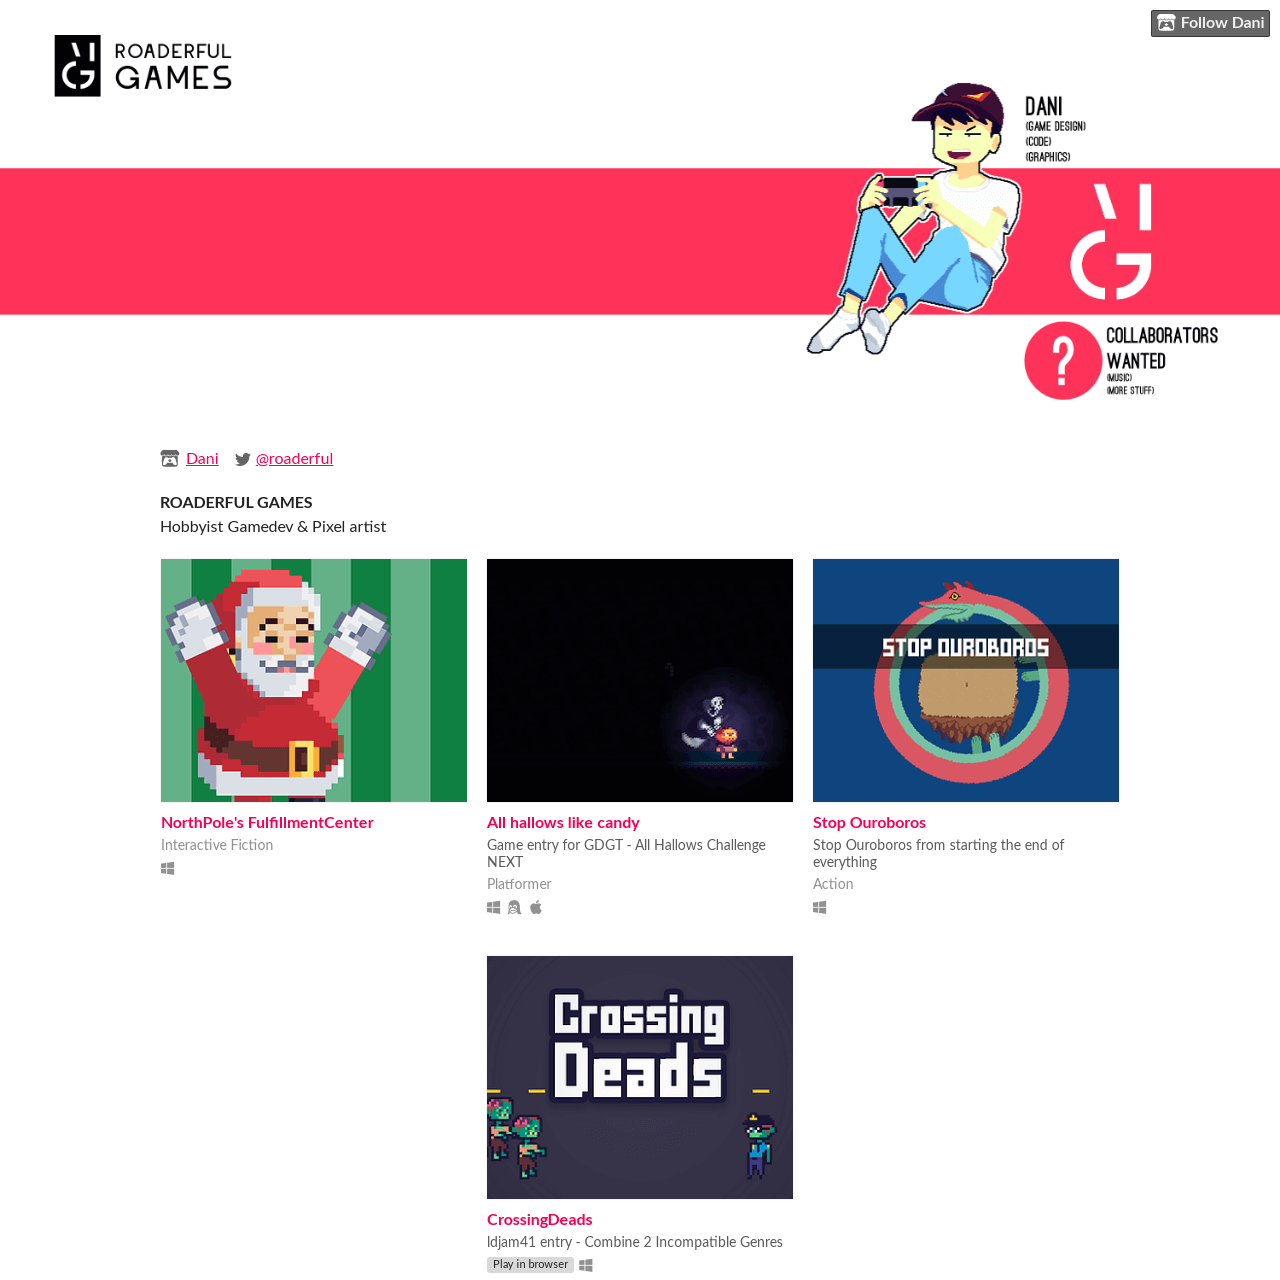 Follow Dani
ROADERFUL
GAMES
DANI
(GAME DESIGN)
(CODE)
(GRAPHICS)
?
COLLABORATORS
WANTED
(MUSIC)
(MORE STUFF)
Dani
@roaderful
ROADERFUL GAMES
Hobbyist Gamedev & Pixel artist
STOP OUROBOROS
NorthPole's FulfillmentCenter
Interactive Fiction
All hallows like candy
Game entry for GDGT - All Hallows Challenge
NEXT
Platformer
Stop Ouroboros
Stop Ouroboros from starting the end of
everything
Action
Crossing
Deads
CrossingDeads
ldjam41 entry - Combine 2 Incompatible Genres
Play in browser